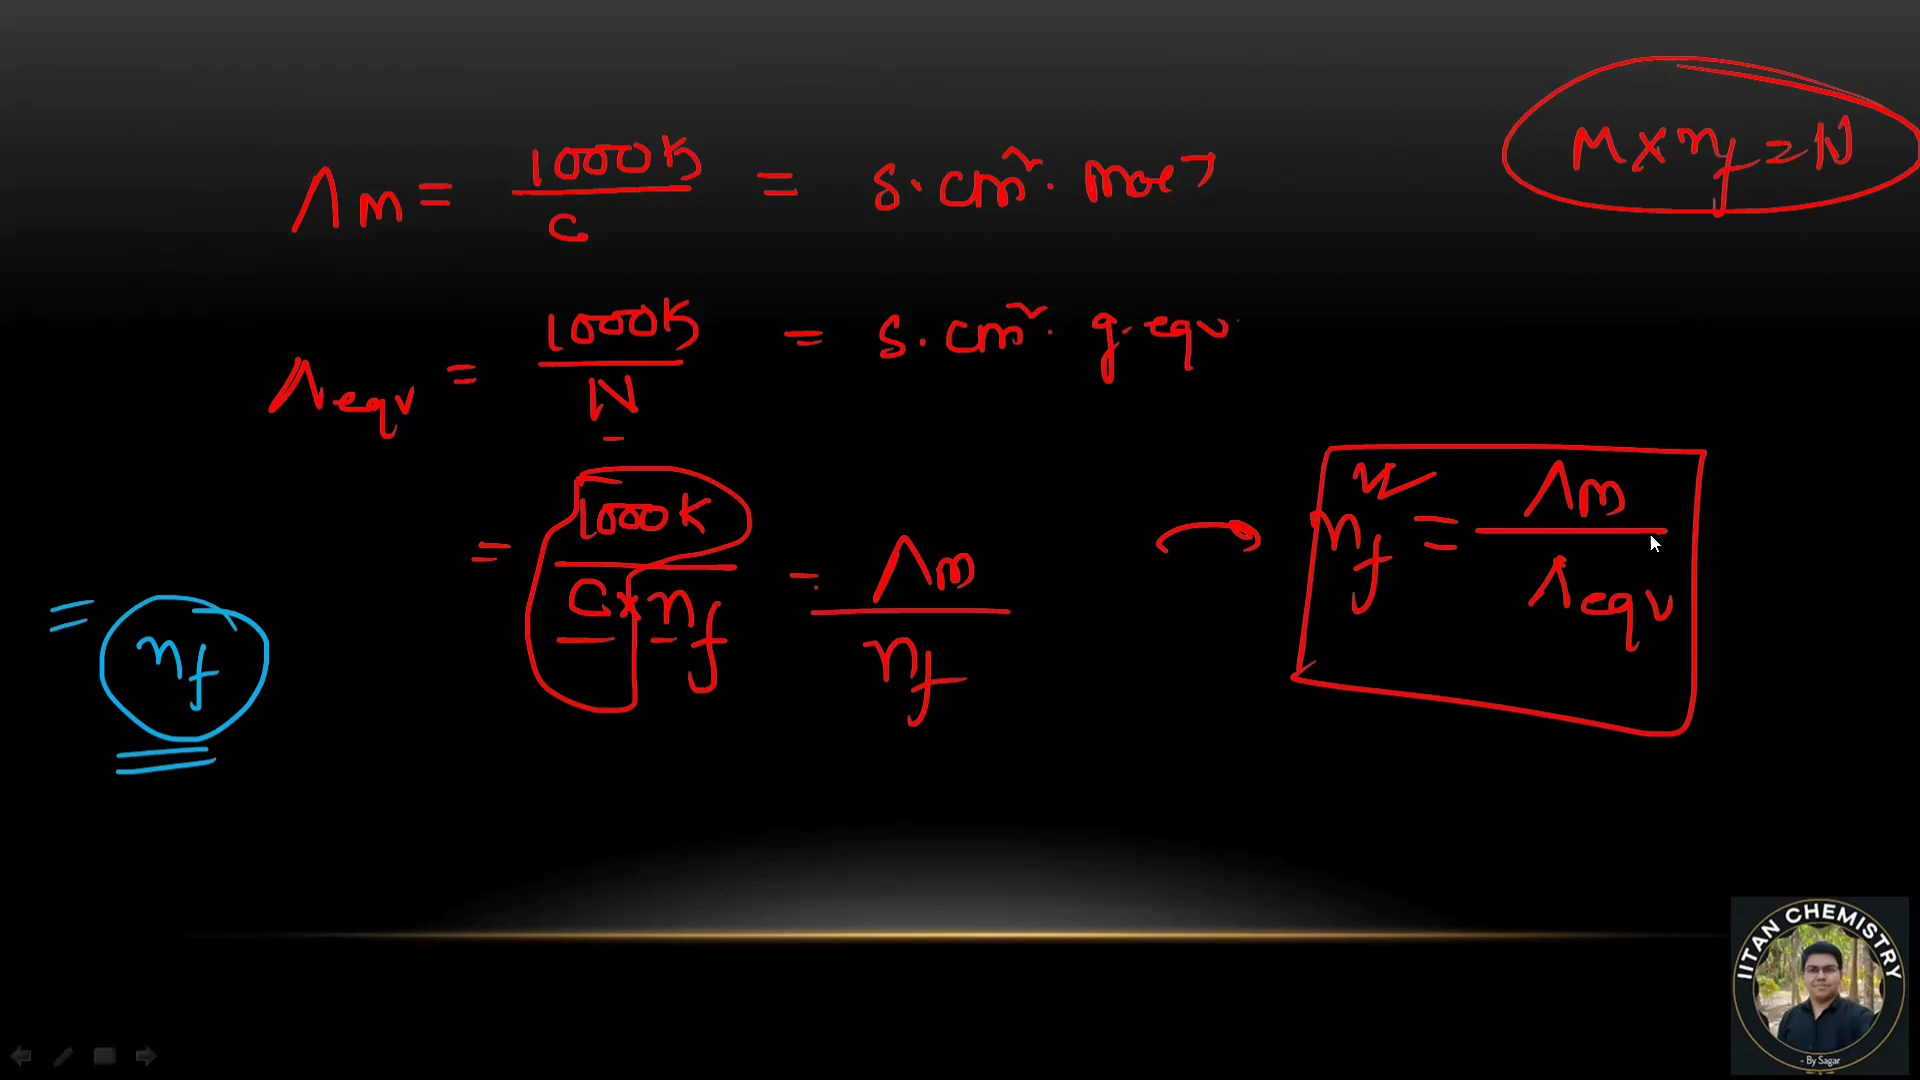 Λm = 1000K / C = S·cm²·mol⁻¹
M × nf = N
Λeqv = 1000K / N = S·cm²·g·eqv
= 1000K / C × nf = Λm / nf
nf = Λm / Λeqv
= nf
IITAN CHEMISTRY
- By Sagar